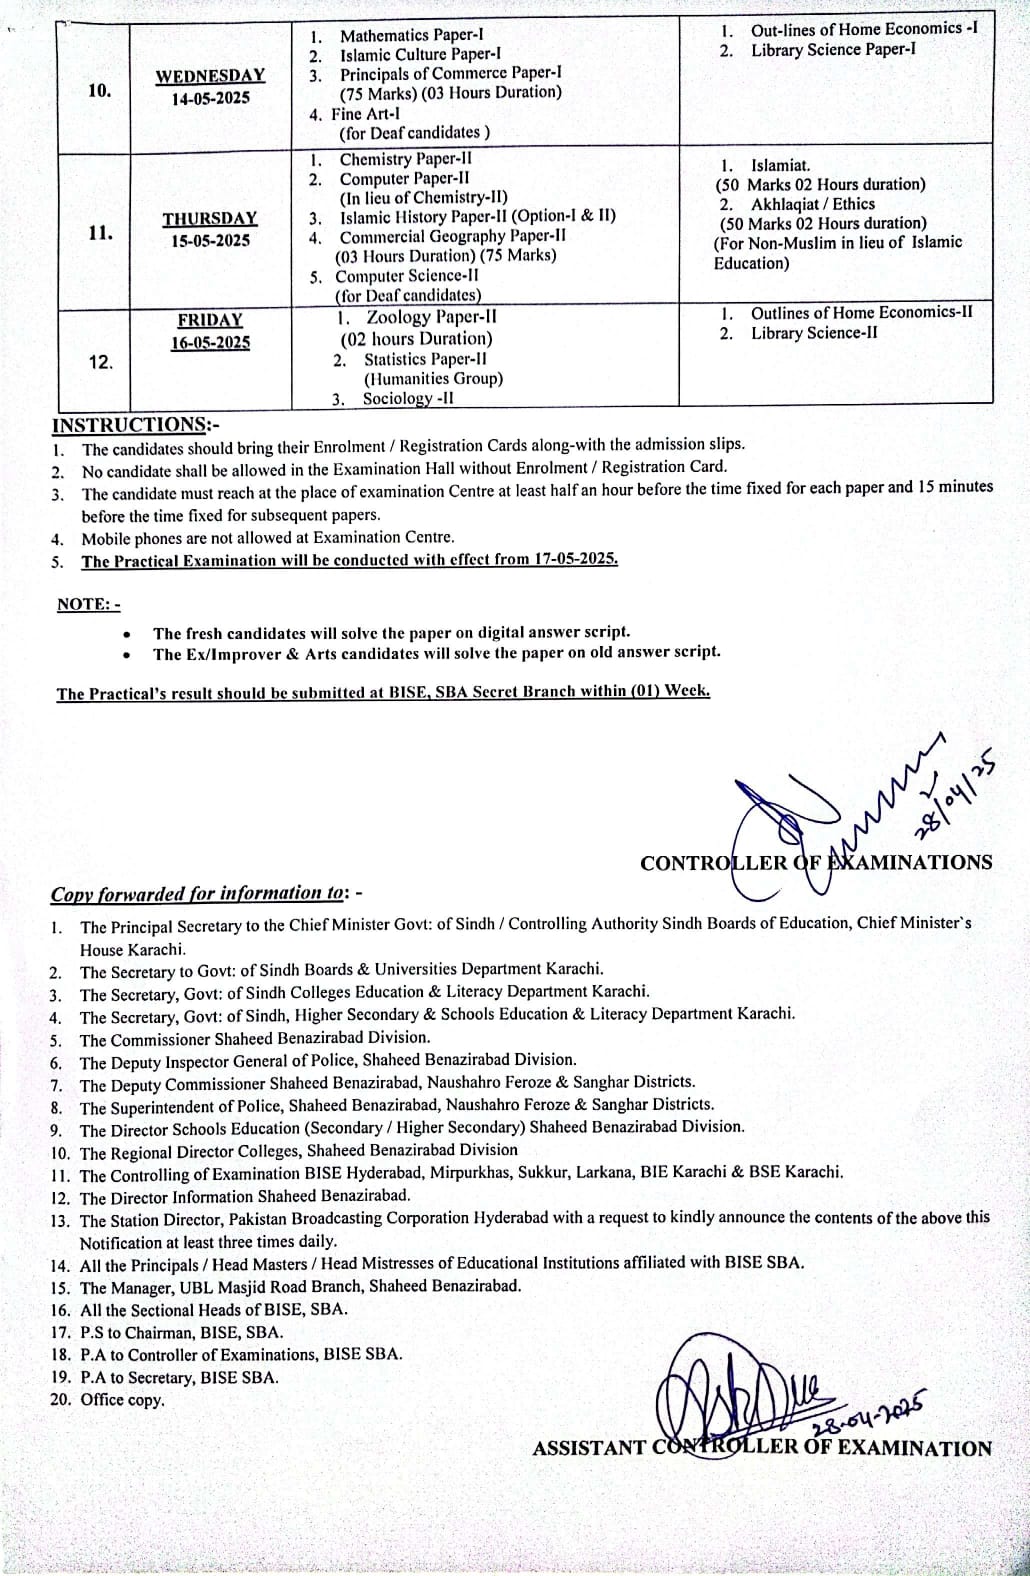 10.
WEDNESDAY
14-05-2025
1. Mathematics Paper-I
2. Islamic Culture Paper-I
3. Principals of Commerce Paper-I
(75 Marks) (03 Hours Duration)
4. Fine Art-I
(for Deaf candidates )
1. Out-lines of Home Economics -I
2. Library Science Paper-I
11.
THURSDAY
15-05-2025
1. Chemistry Paper-II
2. Computer Paper-II
(In lieu of Chemistry-II)
3. Islamic History Paper-II (Option-I & II)
4. Commercial Geography Paper-II
(03 Hours Duration) (75 Marks)
5. Computer Science-II
(for Deaf candidates)
1. Islamiat.
(50 Marks 02 Hours duration)
2. Akhlaqiat / Ethics
(50 Marks 02 Hours duration)
(For Non-Muslim in lieu of Islamic
Education)
12.
FRIDAY
16-05-2025
1. Zoology Paper-II
(02 hours Duration)
2. Statistics Paper-II
(Humanities Group)
3. Sociology -II
1. Outlines of Home Economics-II
2. Library Science-II
INSTRUCTIONS:-
1. The candidates should bring their Enrolment / Registration Cards along-with the admission slips.
2. No candidate shall be allowed in the Examination Hall without Enrolment / Registration Card.
3. The candidate must reach at the place of examination Centre at least half an hour before the time fixed for each paper and 15 minutes
before the time fixed for subsequent papers.
4. Mobile phones are not allowed at Examination Centre.
5. The Practical Examination will be conducted with effect from 17-05-2025.
NOTE: -
• The fresh candidates will solve the paper on digital answer script.
• The Ex/Improver & Arts candidates will solve the paper on old answer script.
The Practical's result should be submitted at BISE, SBA Secret Branch within (01) Week.
28/04/25
CONTROLLER OF EXAMINATIONS
Copy forwarded for information to: -
1. The Principal Secretary to the Chief Minister Govt: of Sindh / Controlling Authority Sindh Boards of Education, Chief Minister`s
House Karachi.
2. The Secretary to Govt: of Sindh Boards & Universities Department Karachi.
3. The Secretary, Govt: of Sindh Colleges Education & Literacy Department Karachi.
4. The Secretary, Govt: of Sindh, Higher Secondary & Schools Education & Literacy Department Karachi.
5. The Commissioner Shaheed Benazirabad Division.
6. The Deputy Inspector General of Police, Shaheed Benazirabad Division.
7. The Deputy Commissioner Shaheed Benazirabad, Naushahro Feroze & Sanghar Districts.
8. The Superintendent of Police, Shaheed Benazirabad, Naushahro Feroze & Sanghar Districts.
9. The Director Schools Education (Secondary / Higher Secondary) Shaheed Benazirabad Division.
10. The Regional Director Colleges, Shaheed Benazirabad Division
11. The Controlling of Examination BISE Hyderabad, Mirpurkhas, Sukkur, Larkana, BIE Karachi & BSE Karachi.
12. The Director Information Shaheed Benazirabad.
13. The Station Director, Pakistan Broadcasting Corporation Hyderabad with a request to kindly announce the contents of the above this
Notification at least three times daily.
14. All the Principals / Head Masters / Head Mistresses of Educational Institutions affiliated with BISE SBA.
15. The Manager, UBL Masjid Road Branch, Shaheed Benazirabad.
16. All the Sectional Heads of BISE, SBA.
17. P.S to Chairman, BISE, SBA.
18. P.A to Controller of Examinations, BISE SBA.
19. P.A to Secretary, BISE SBA.
20. Office copy.
28-04-2025
ASSISTANT CONTROLLER OF EXAMINATION